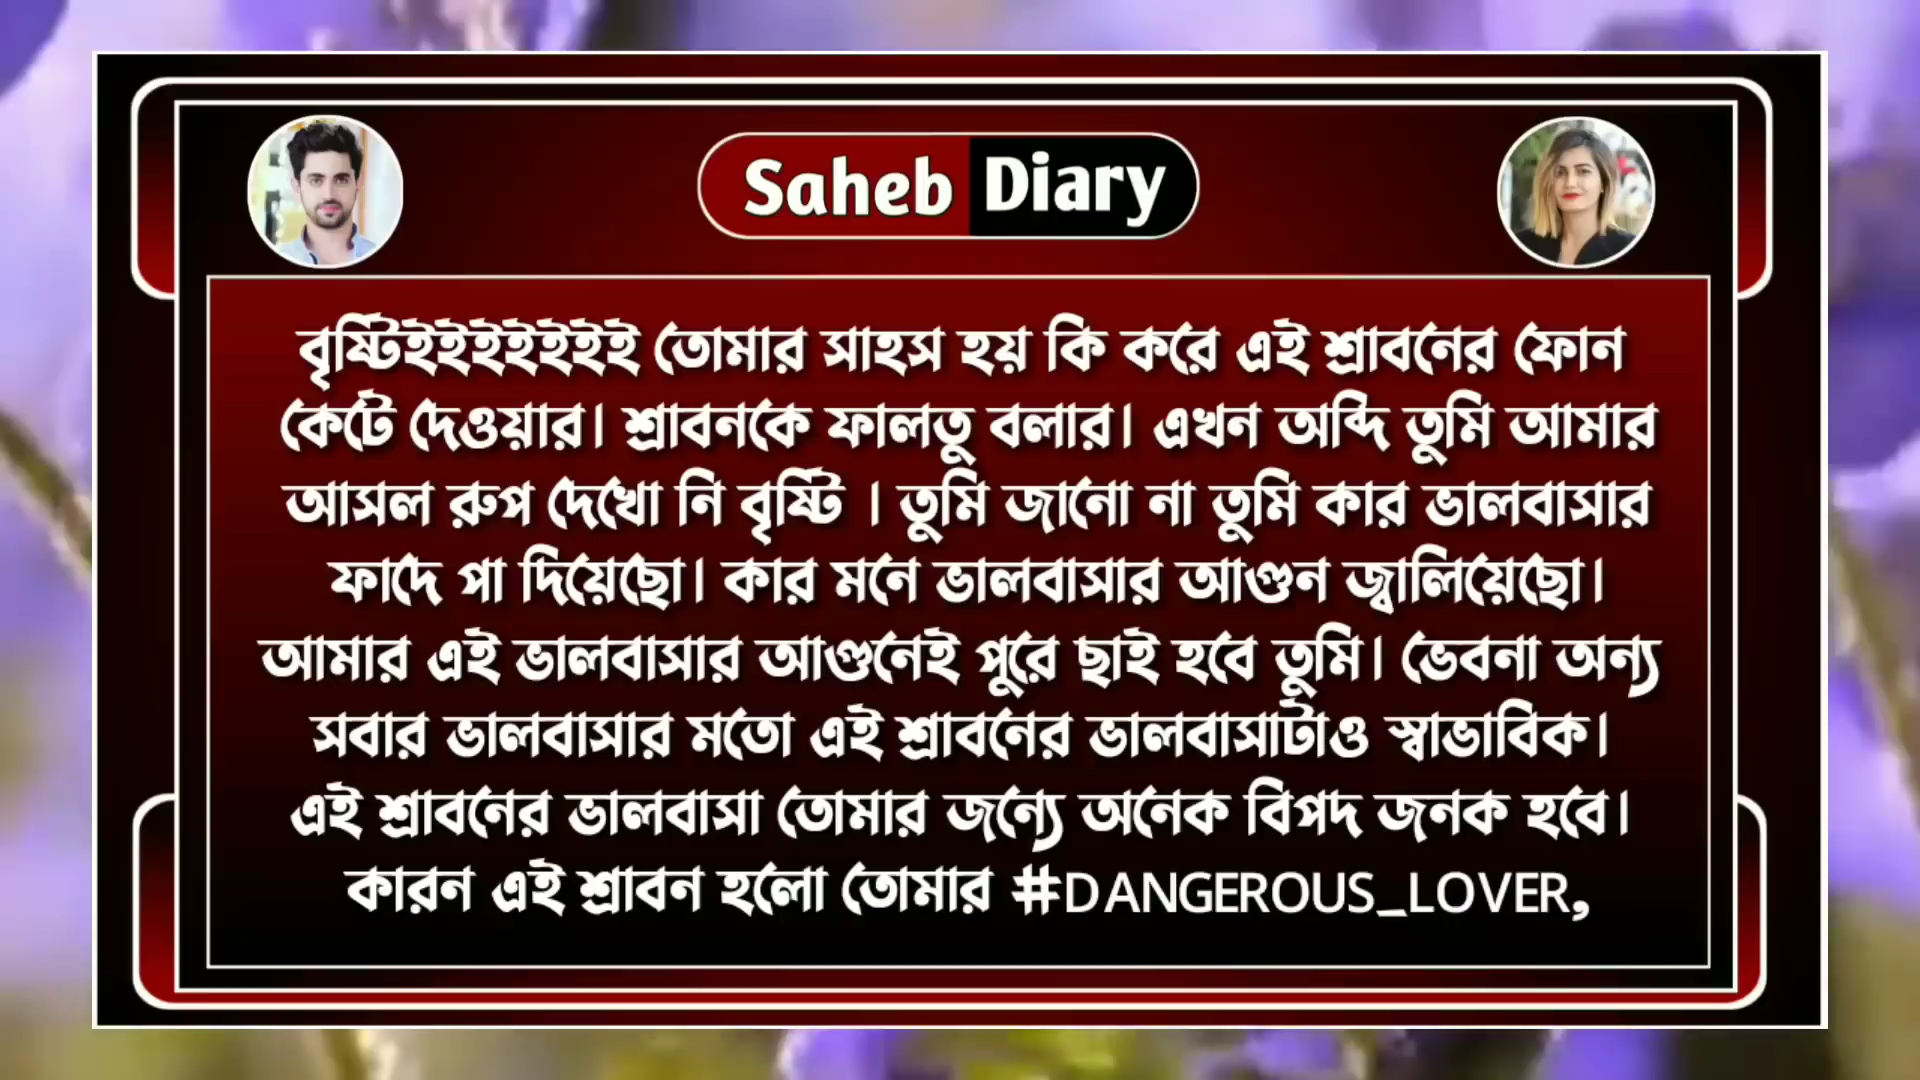 Saheb Diary
বৃষ্টিইইইইইইই তোমার সাহস হয় কি করে এই শ্রাবনের ফোন
কেটে দেওয়ার। শ্রাবনকে ফালতু বলার। এখন অব্দি তুমি আমার
আসল রুপ দেখো নি বৃষ্টি । তুমি জানো না তুমি কার ভালবাসার
ফাদে পা দিয়েছো। কার মনে ভালবাসার আগুন জ্বালিয়েছো।
আমার এই ভালবাসার আগুনেই পুরে ছাই হবে তুমি। ভেবনা অন্য
সবার ভালবাসার মতো এই শ্রাবনের ভালবাসাটাও স্বাভাবিক।
এই শ্রাবনের ভালবাসা তোমার জন্যে অনেক বিপদ জনক হবে।
কারন এই শ্রাবন হলো তোমার #DANGEROUS_LOVER,